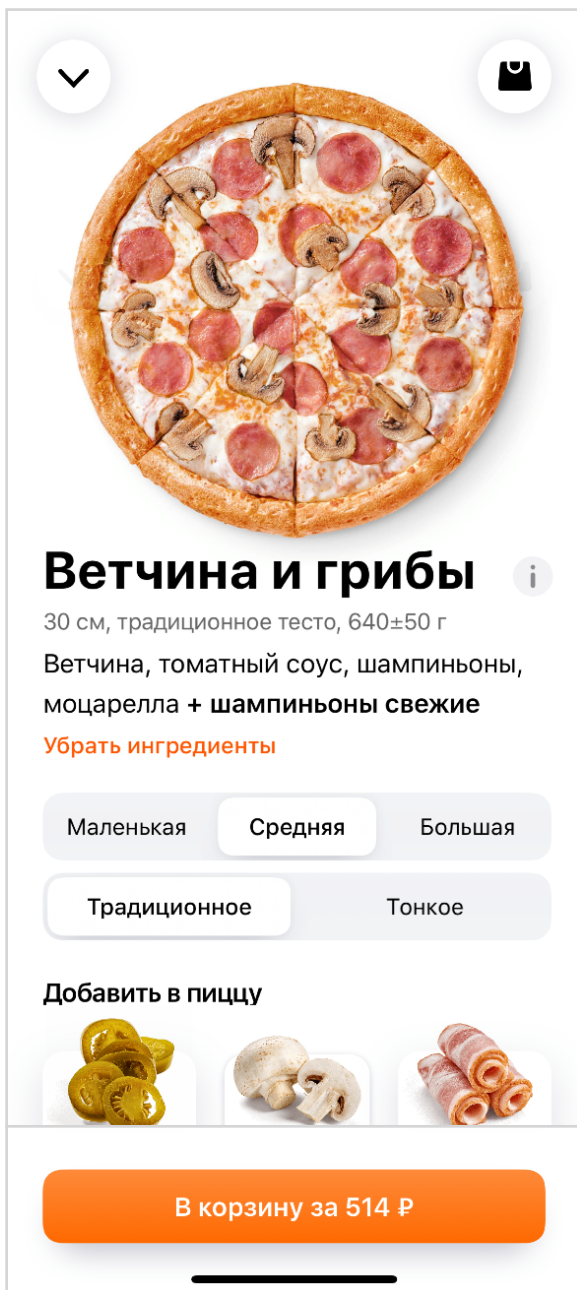 Ветчина и грибы
30 см, традиционное тесто, 640±50 г
Ветчина, томатный соус, шампиньоны,
моцарелла + шампиньоны свежие
Убрать ингредиенты
Маленькая Средняя Большая
Традиционное Тонкое
Добавить в пиццу
В корзину за 514 ₽